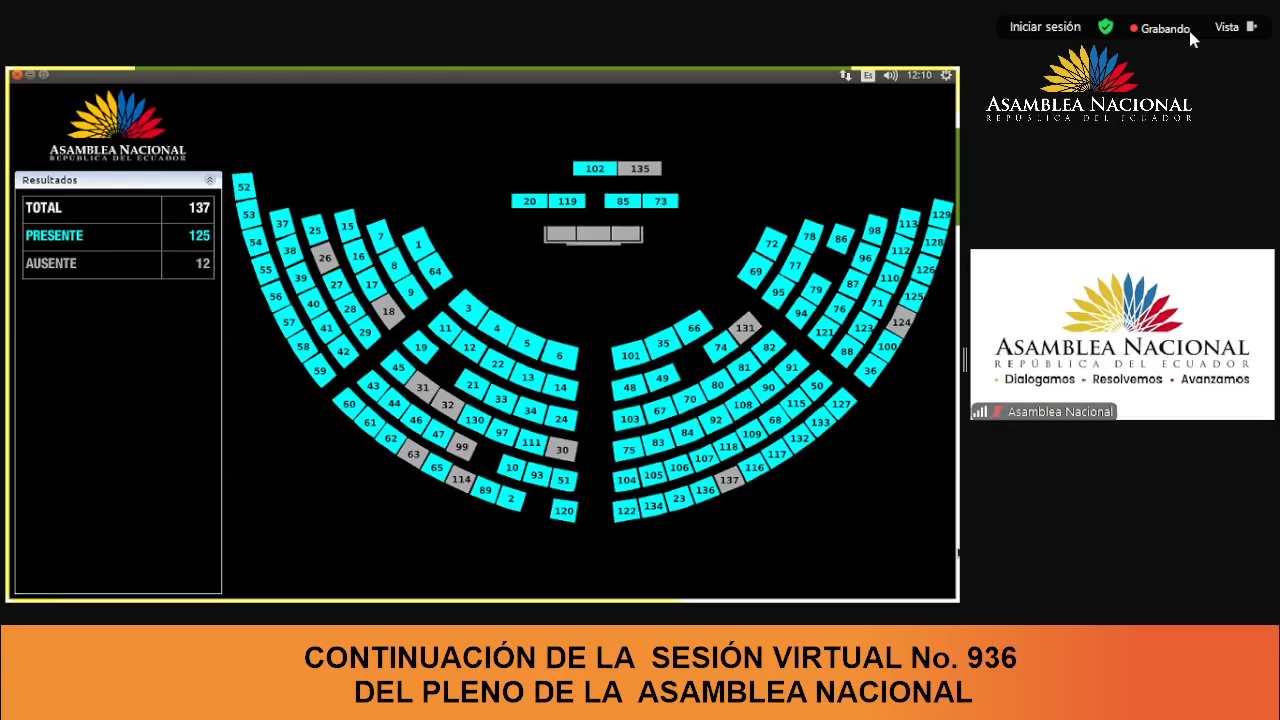 Iniciar sesión
Grabando
Vista
ASAMBLEA NACIONAL
REPÚBLICA DEL ECUADOR
Es
12:10
ASAMBLEA NACIONAL
REPÚBLICA DEL ECUADOR
Resultados
TOTAL 137
PRESENTE 125
AUSENTE 12
102 135
20 119 85 73
52 53 54 55 56 57 58 59
37 38 39 40 41 42
25 26 27 28 29
15 16 17 18
7 8 9
1 64
72 69
78 77 95
86 79 94
98 96 87 76 121
113 112 110 71 123 88
129 128 126 125 124 100 36
3 4 5 6
11 12 22 13 14
19 21 33 34 24
45 31 32 130 97 111 30
43 44 46 47 99 10 93 51
60 61 62 63 65 114 89 2 120
101 35 66
48 49 74 131
103 67 70 80 81 82
75 83 84 92 108 90 91
104 105 106 107 118 109 68 115 50
122 134 23 136 137 116 117 132 133 127
ASAMBLEA NACIONAL
REPÚBLICA DEL ECUADOR
• Dialogamos • Resolvemos • Avanzamos
Asamblea Nacional
CONTINUACIÓN DE LA SESIÓN VIRTUAL No. 936
DEL PLENO DE LA ASAMBLEA NACIONAL